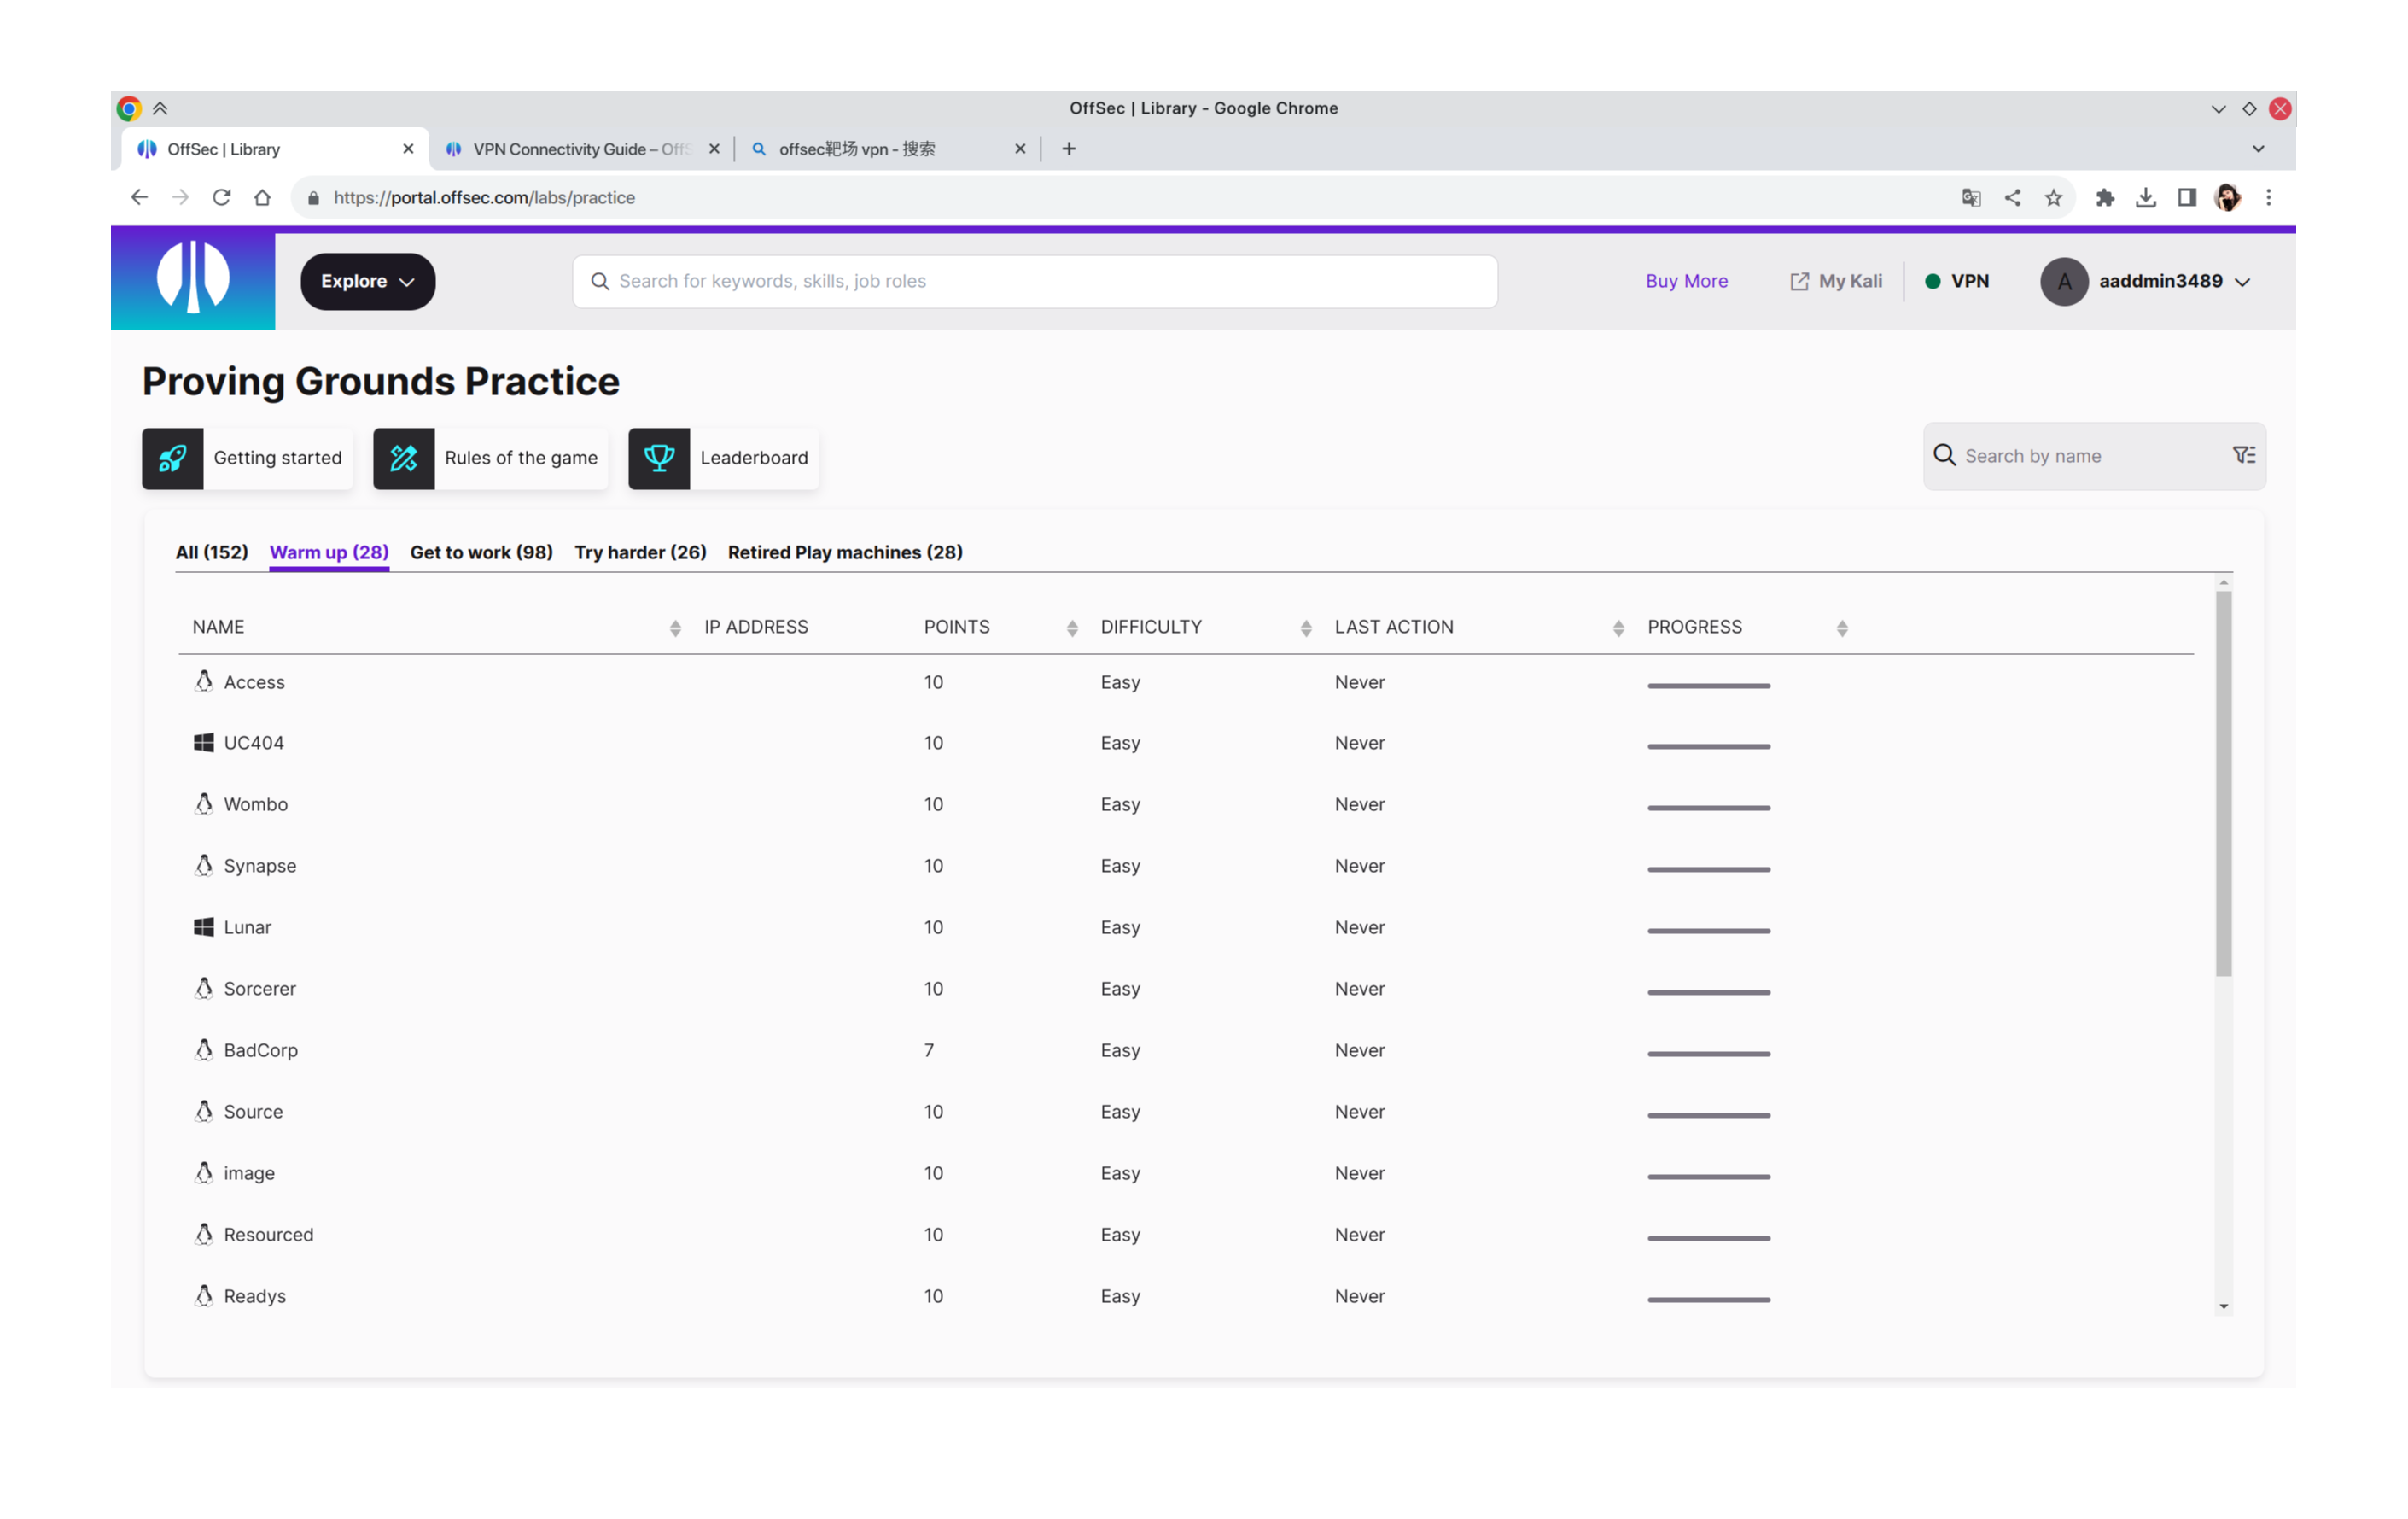 OffSec | Library - Google Chrome
OffSec | Library VPN Connectivity Guide – OffS offsec靶场 vpn - 搜索
https://portal.offsec.com/labs/practice
Explore Search for keywords, skills, job roles Buy More My Kali VPN A aaddmin3489
Proving Grounds Practice
Getting started Rules of the game Leaderboard Search by name
All (152) Warm up (28) Get to work (98) Try harder (26) Retired Play machines (28)
NAME IP ADDRESS POINTS DIFFICULTY LAST ACTION PROGRESS
Access 10 Easy Never
UC404 10 Easy Never
Wombo 10 Easy Never
Synapse 10 Easy Never
Lunar 10 Easy Never
Sorcerer 10 Easy Never
BadCorp 7 Easy Never
Source 10 Easy Never
image 10 Easy Never
Resourced 10 Easy Never
Readys 10 Easy Never